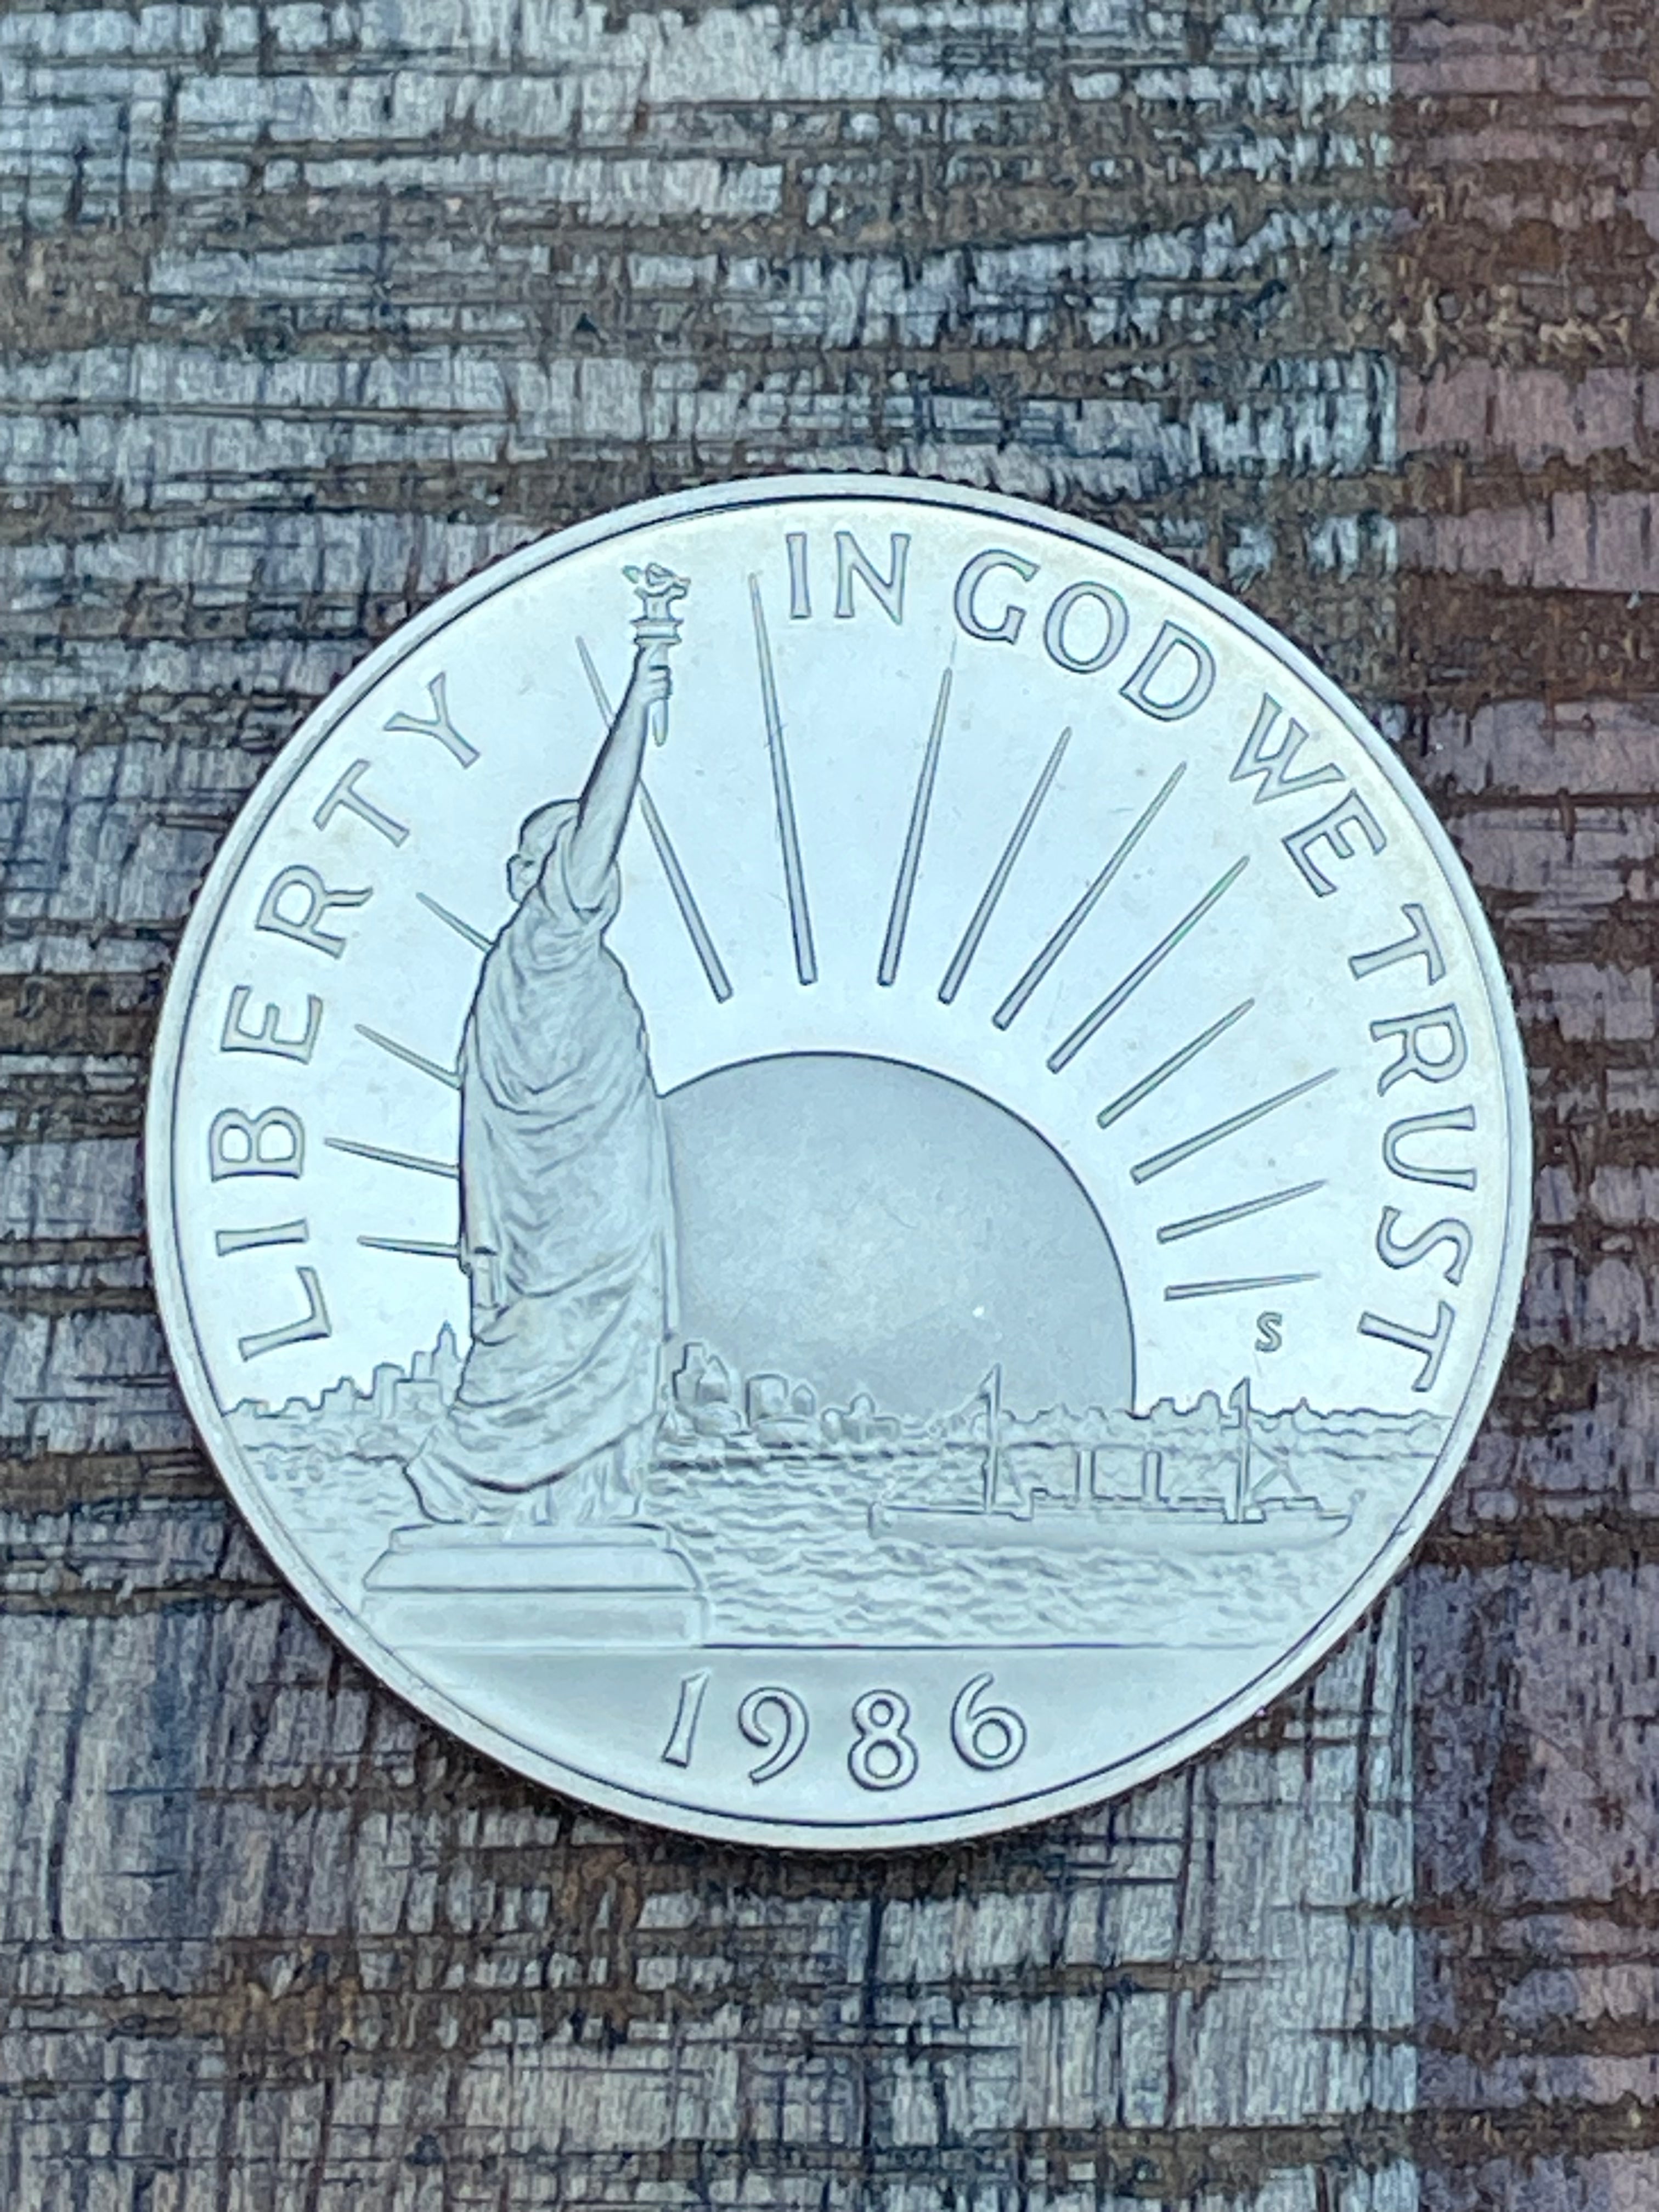 LIBERTY
IN GOD WE TRUST
S
1986